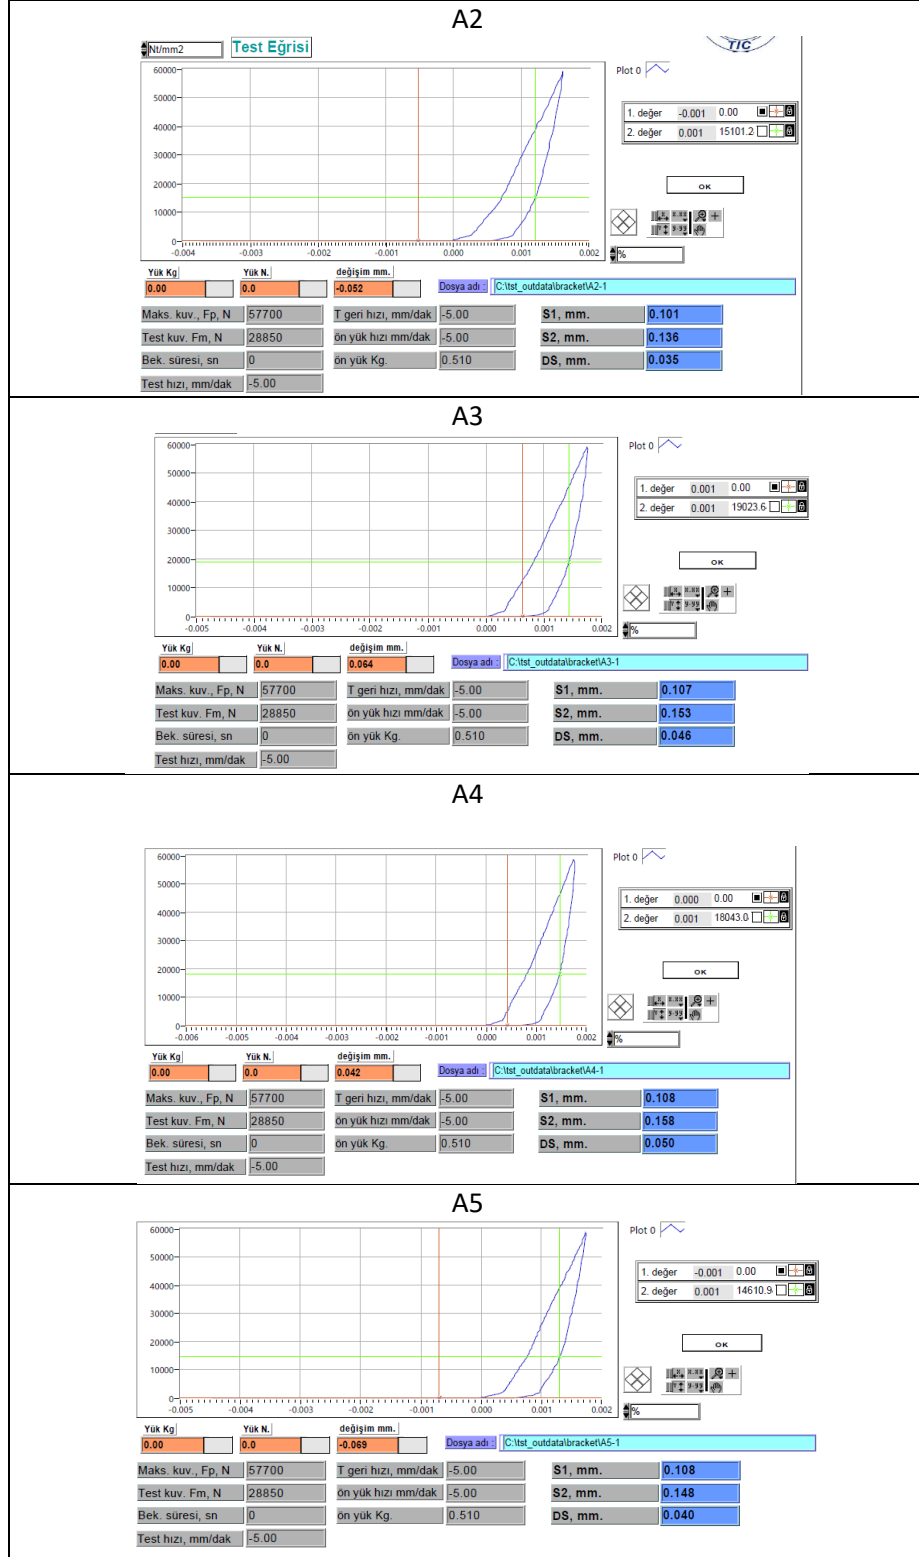 A2
Nt/mm2 Test Eğrisi
TIC
Plot 0
60000
50000
40000
30000
20000
10000
0
-0.004 -0.003 -0.002 -0.001 0.000 0.001 0.002
1. değer -0.001 0.00
2. değer 0.001 15101.2
OK
%
Yük Kg Yük N. değişim mm.
0.00 0.0 -0.052 Dosya adı : C:\tst_outdata\bracket\A2-1
Maks. kuv., Fp, N 57700 T geri hızı, mm/dak -5.00 S1, mm. 0.101
Test kuv. Fm, N 28850 ön yük hızı mm/dak -5.00 S2, mm. 0.136
Bek. süresi, sn 0 ön yük Kg. 0.510 DS, mm. 0.035
Test hızı, mm/dak -5.00
A3
Plot 0
60000
50000
40000
30000
20000
10000
0
-0.005 -0.004 -0.003 -0.002 -0.001 0.000 0.001 0.002
1. değer 0.001 0.00
2. değer 0.001 19023.6
OK
%
Yük Kg Yük N. değişim mm.
0.00 0.0 0.064 Dosya adı : C:\tst_outdata\bracket\A3-1
Maks. kuv., Fp, N 57700 T geri hızı, mm/dak -5.00 S1, mm. 0.107
Test kuv. Fm, N 28850 ön yük hızı mm/dak -5.00 S2, mm. 0.153
Bek. süresi, sn 0 ön yük Kg. 0.510 DS, mm. 0.046
Test hızı, mm/dak -5.00
A4
Plot 0
60000
50000
40000
30000
20000
10000
0
-0.006 -0.005 -0.004 -0.003 -0.002 -0.001 0.000 0.001 0.002
1. değer 0.000 0.00
2. değer 0.001 18043.0
OK
%
Yük Kg Yük N. değişim mm.
0.00 0.0 0.042 Dosya adı : C:\tst_outdata\bracket\A4-1
Maks. kuv., Fp, N 57700 T geri hızı, mm/dak -5.00 S1, mm. 0.108
Test kuv. Fm, N 28850 ön yük hızı mm/dak -5.00 S2, mm. 0.158
Bek. süresi, sn 0 ön yük Kg. 0.510 DS, mm. 0.050
Test hızı, mm/dak -5.00
A5
Plot 0
60000
50000
40000
30000
20000
10000
0
-0.005 -0.004 -0.003 -0.002 -0.001 0.000 0.001 0.002
1. değer -0.001 0.00
2. değer 0.001 14610.9
OK
%
Yük Kg Yük N. değişim mm.
0.00 0.0 -0.069 Dosya adı : C:\tst_outdata\bracket\A5-1
Maks. kuv., Fp, N 57700 T geri hızı, mm/dak -5.00 S1, mm. 0.108
Test kuv. Fm, N 28850 ön yük hızı mm/dak -5.00 S2, mm. 0.148
Bek. süresi, sn 0 ön yük Kg. 0.510 DS, mm. 0.040
Test hızı, mm/dak -5.00